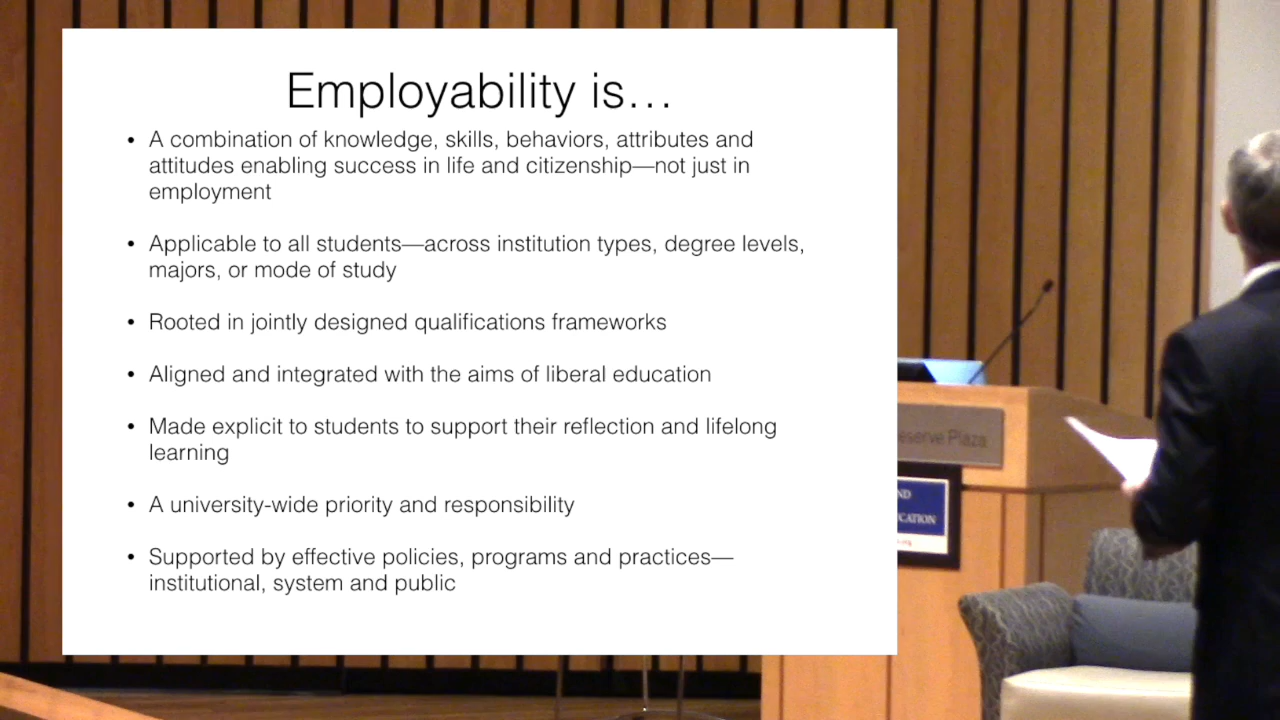 Employability is…
• A combination of knowledge, skills, behaviors, attributes and
attitudes enabling success in life and citizenship—not just in
employment
• Applicable to all students—across institution types, degree levels,
majors, or mode of study
• Rooted in jointly designed qualifications frameworks
• Aligned and integrated with the aims of liberal education
• Made explicit to students to support their reflection and lifelong
learning
• A university-wide priority and responsibility
• Supported by effective policies, programs and practices—
institutional, system and public
Plaza